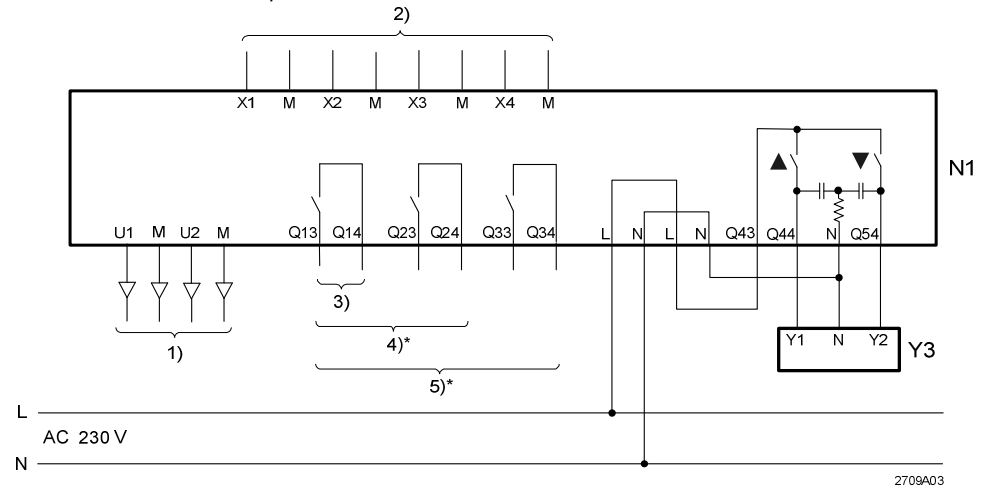 2)
X1 M X2 M X3 M X4 M
N1
U1 M U2 M Q13 Q14 Q23 Q24 Q33 Q34 L N L N Q43 Q44 N Q54
3)
1)
4)*
5)*
Y1 N Y2
Y3
L
AC 230 V
N
2709A03